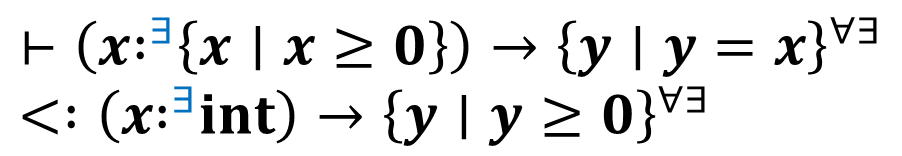 ⊢ (x:∃{x | x ≥ 0}) → {y | y = x}∀∃
<: (x:∃int) → {y | y ≥ 0}∀∃